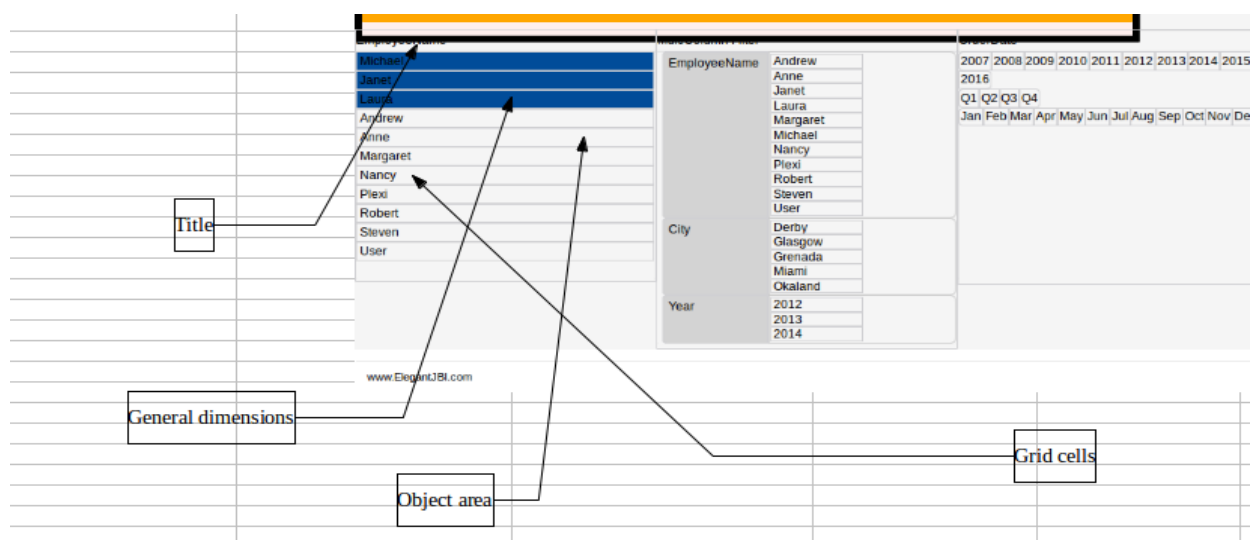 EmployeeName
Michael
Janet
Laura
Andrew
Anne
Margaret
Nancy
Plexi
Robert
Steven
User
EmployeeName
Andrew
Anne
Janet
Laura
Margaret
Michael
Nancy
Plexi
Robert
Steven
User
City
Derby
Glasgow
Grenada
Miami
Okaland
Year
2012
2013
2014
2007 2008 2009 2010 2011 2012 2013 2014 2015
2016
Q1 Q2 Q3 Q4
Jan Feb Mar Apr May Jun Jul Aug Sep Oct Nov De
www.ElegantJBI.com
Title
General dimensions
Object area
Grid cells